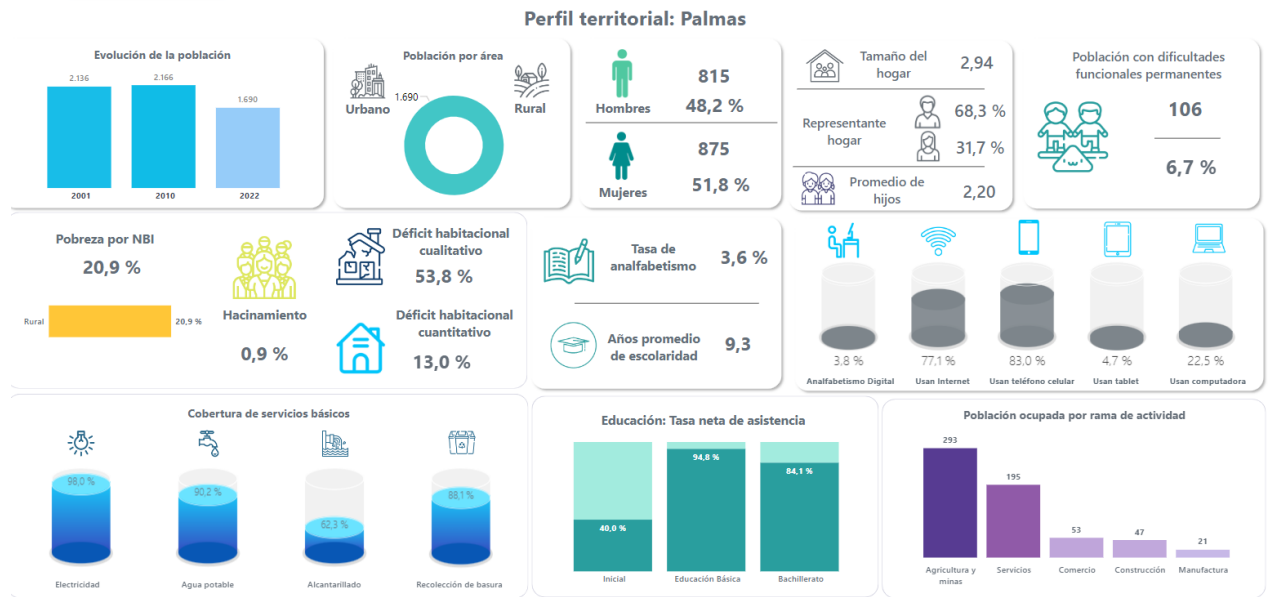 Perfil territorial: Palmas
Evolución de la población
2.136
2.166
1.690
2001
2010
2022
Población por área
Urbano
1.690
Rural
815
Hombres
48,2 %
875
Mujeres
51,8 %
Tamaño del
hogar
2,94
Representante
hogar
68,3 %
31,7 %
Promedio de
hijos
2,20
Población con dificultades
funcionales permanentes
106
6,7 %
Pobreza por NBI
20,9 %
Rural
20,9 %
Hacinamiento
0,9 %
Déficit habitacional
cualitativo
53,8 %
Déficit habitacional
cuantitativo
13,0 %
Tasa de
analfabetismo
3,6 %
Años promedio
de escolaridad
9,3
3,8 %
77,1 %
83,0 %
4,7 %
22,5 %
Analfabetismo Digital
Usan Internet
Usan teléfono celular
Usan tablet
Usan computadora
Cobertura de servicios básicos
98,0 %
90,2 %
62,3 %
88,1 %
Electricidad
Agua potable
Alcantarillado
Recolección de basura
Educación: Tasa neta de asistencia
40,0 %
94,8 %
84,1 %
Inicial
Educación Básica
Bachillerato
Población ocupada por rama de actividad
293
195
53
47
21
Agricultura y
minas
Servicios
Comercio
Construcción
Manufactura